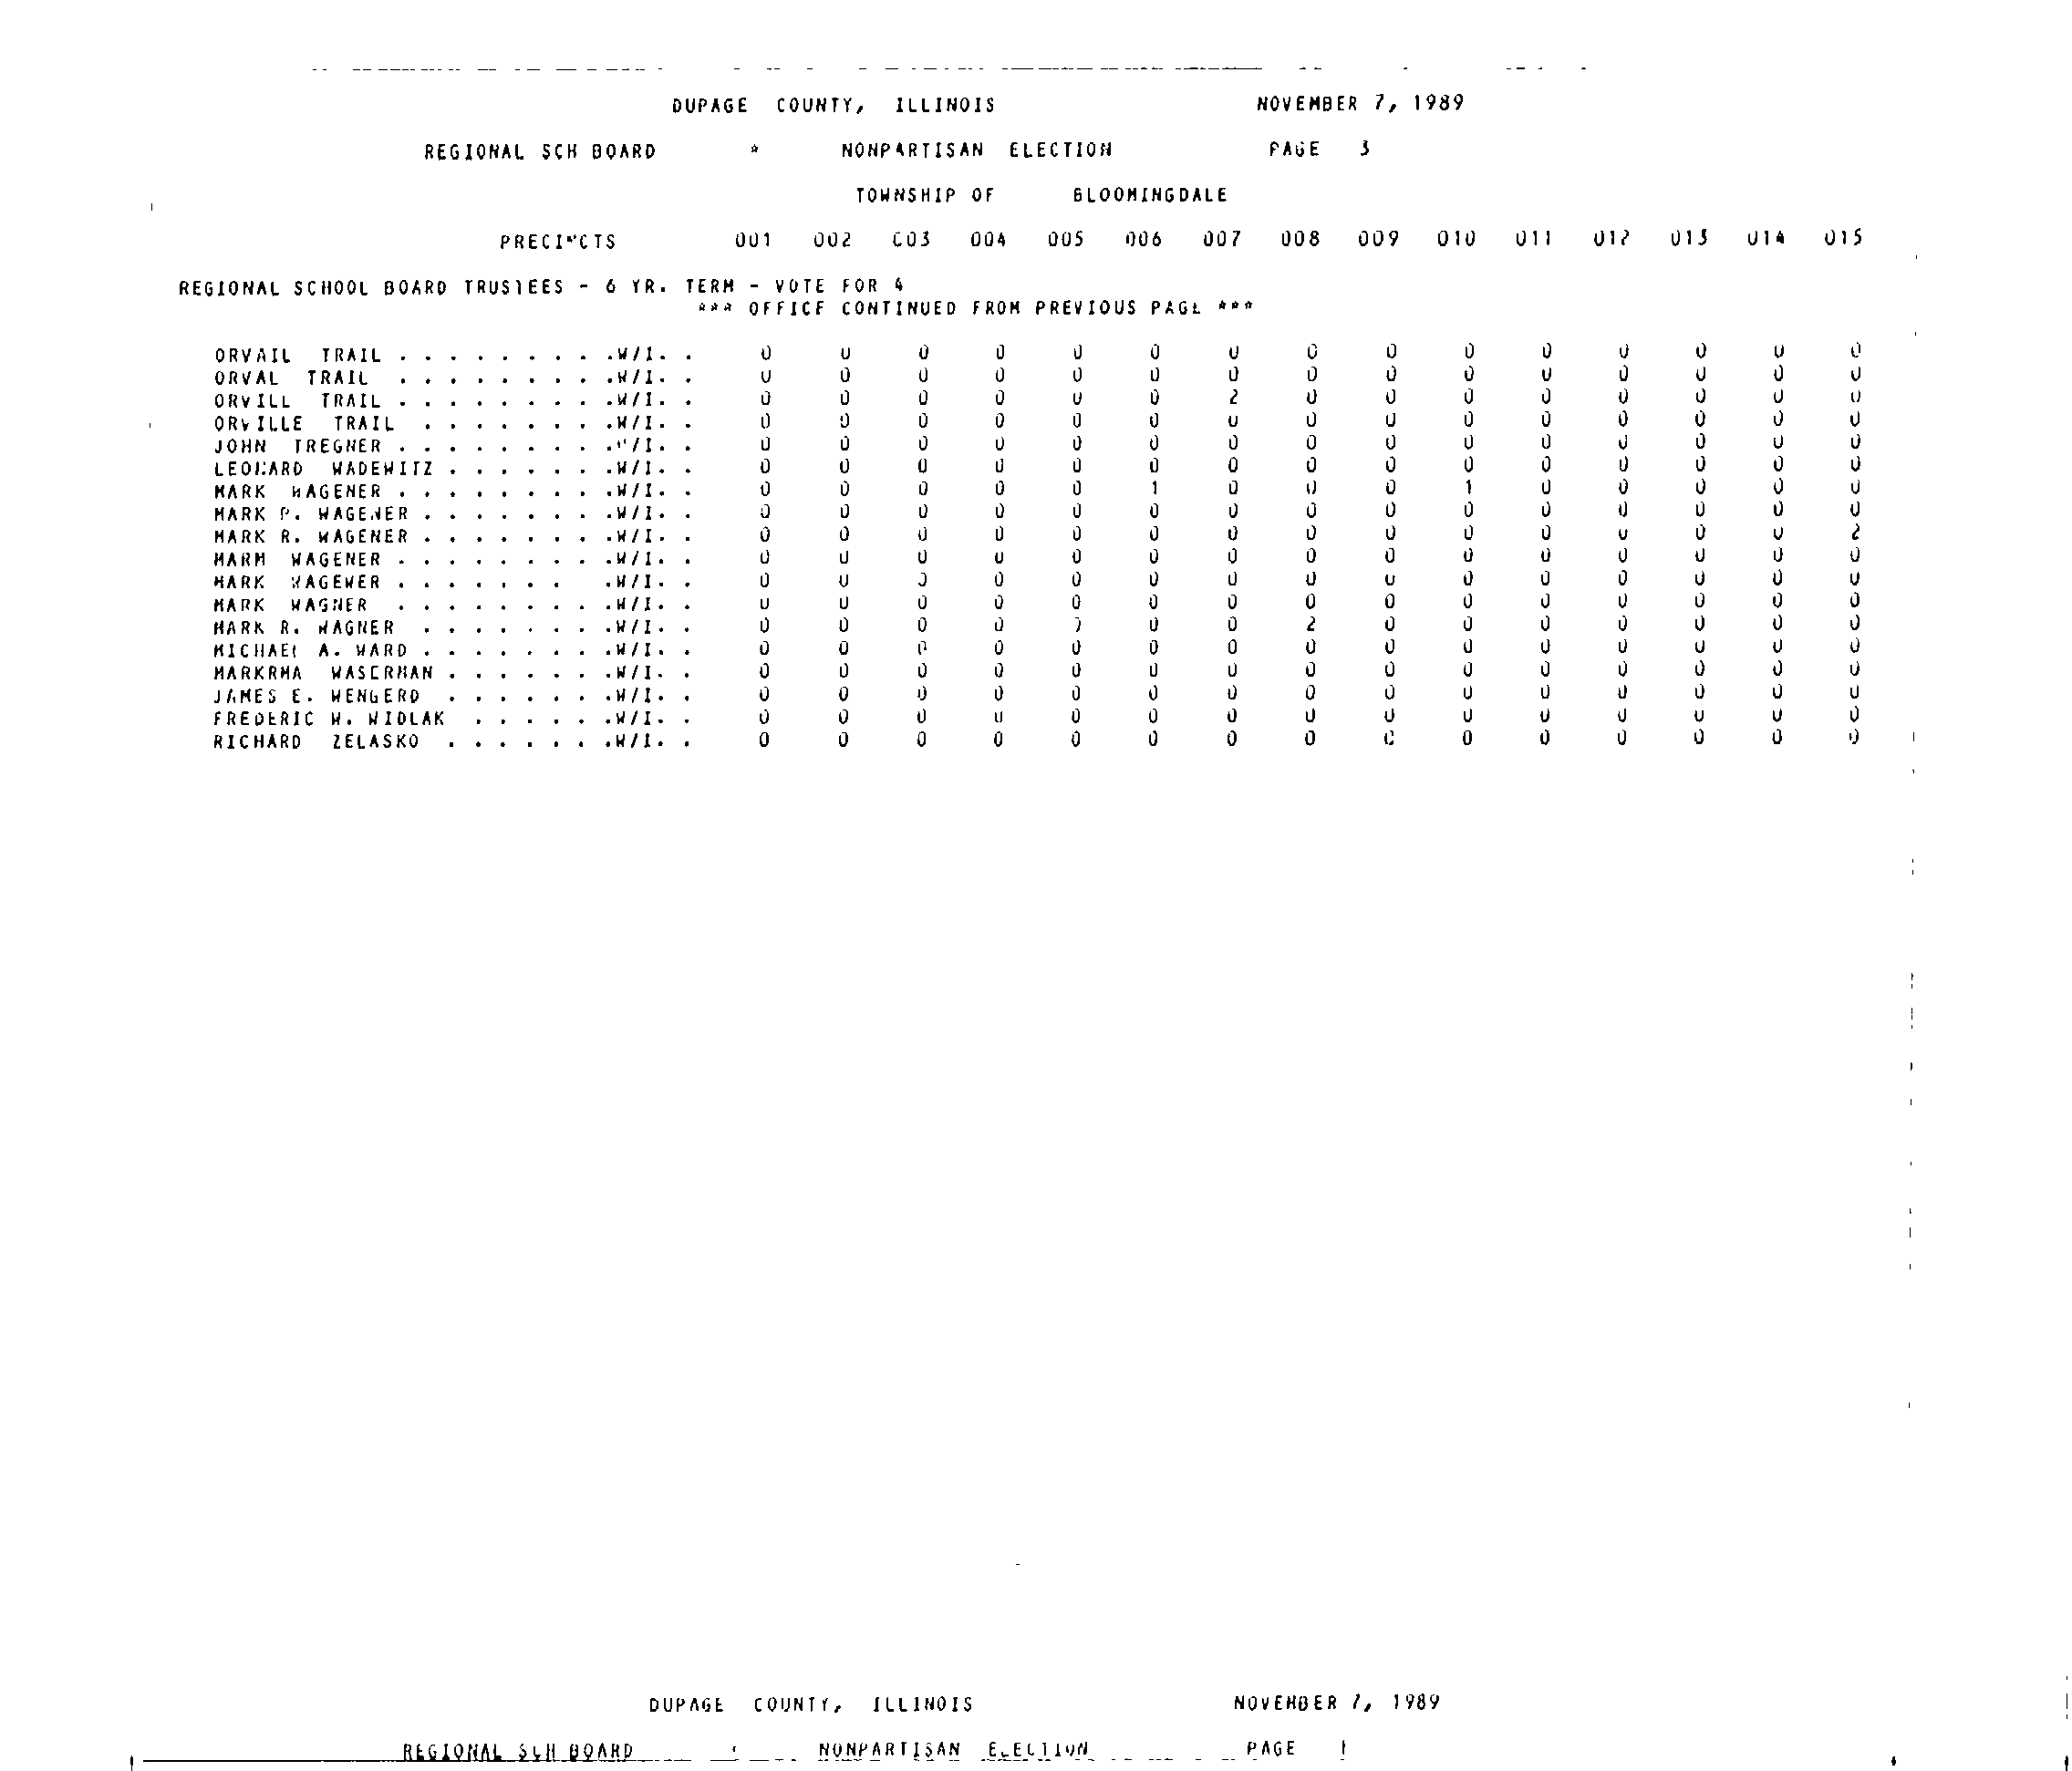 DUPAGE COUNTY, ILLINOIS NOVEMBER 7, 1989
REGIONAL SCH BOARD * NONPARTISAN ELECTION PAGE 3
TOWNSHIP OF BLOOMINGDALE
PRECINCTS 001 002 003 004 005 006 007 008 009 010 011 012 013 014 015
REGIONAL SCHOOL BOARD TRUSTEES - 6 YR. TERM - VOTE FOR 4
*** OFFICE CONTINUED FROM PREVIOUS PAGE ***
ORVAIL TRAIL . . . . . . . . .W/I. . 0 0 0 0 0 0 0 0 0 0 0 0 0 0 0
ORVAL TRAIL . . . . . . . . .W/I. . 0 0 0 0 0 0 0 0 0 0 0 0 0 0 0
ORVILL TRAIL . . . . . . . . .W/I. . 0 0 0 0 0 0 2 0 0 0 0 0 0 0 0
ORVILLE TRAIL . . . . . . . .W/I. . 0 0 0 0 0 0 0 0 0 0 0 0 0 0 0
JOHN TREGNER . . . . . . . . .W/I. . 0 0 0 0 0 0 0 0 0 0 0 0 0 0 0
LEONARD WADEWITZ . . . . . . .W/I. . 0 0 0 0 0 0 0 0 0 0 0 0 0 0 0
MARK WAGENER . . . . . . . . .W/I. . 0 0 0 0 0 1 0 0 0 1 0 0 0 0 0
MARK P. WAGENER . . . . . . . .W/I. . 0 0 0 0 0 0 0 0 0 0 0 0 0 0 0
MARK R. WAGENER . . . . . . . .W/I. . 0 0 0 0 0 0 0 0 0 0 0 0 0 0 2
MARM WAGENER . . . . . . . . .W/I. . 0 0 0 0 0 0 0 0 0 0 0 0 0 0 0
MARK WAGEWER . . . . . . . .W/I. . 0 0 0 0 0 0 0 0 0 0 0 0 0 0 0
MARK WAGNER . . . . . . . . .W/I. . 0 0 0 0 0 0 0 0 0 0 0 0 0 0 0
MARK R. WAGNER . . . . . . . .W/I. . 0 0 0 0 0 0 2 0 0 0 0 0 0 0
MICHAEL A. WARD . . . . . . . .W/I. . 0 0 0 0 0 0 0 0 0 0 0 0 0 0 0
MARKRMA WASERMAN . . . . . . .W/I. . 0 0 0 0 0 0 0 0 0 0 0 0 0 0 0
JAMES E. WENGERD . . . . . . .W/I. . 0 0 0 0 0 0 0 0 0 0 0 0 0 0 0
FREDERIC W. WIDLAK . . . . . .W/I. . 0 0 0 0 0 0 0 0 0 0 0 0 0 0 0
RICHARD ZELASKO . . . . . . .W/I. . 0 0 0 0 0 0 0 0 0 0 0 0 0 0 0
DUPAGE COUNTY, ILLINOIS NOVEMBER 7, 1989
REGIONAL SCH BOARD NONPARTISAN ELECTION PAGE